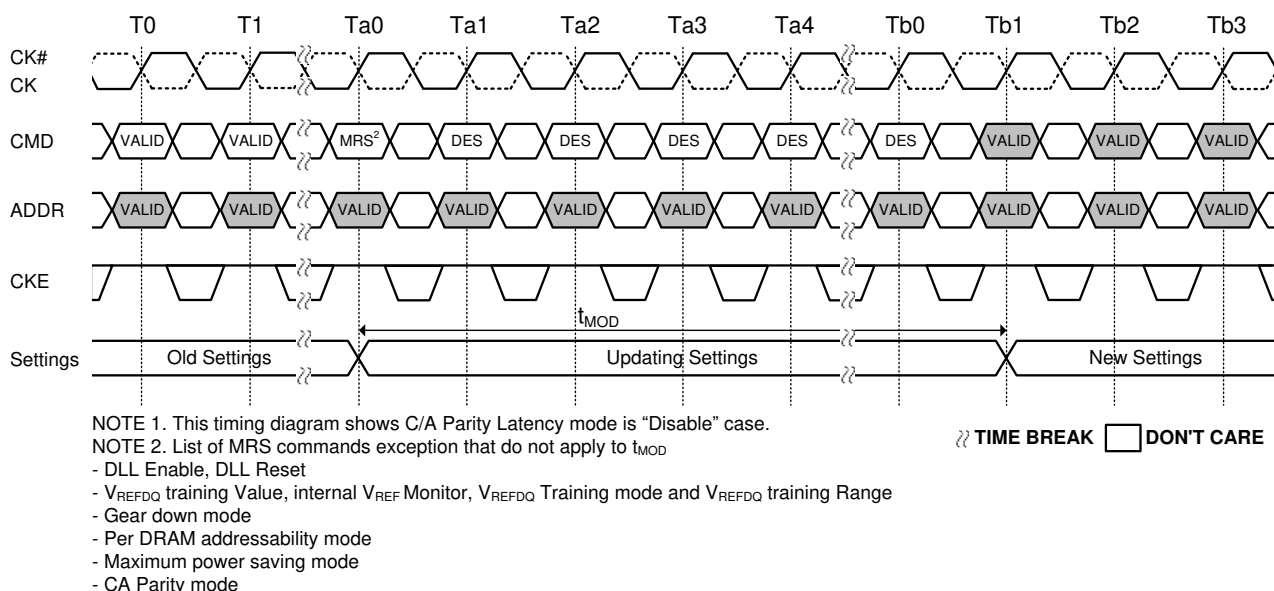 T0 T1 Ta0 Ta1 Ta2 Ta3 Ta4 Tb0 Tb1 Tb2 Tb3
CK#
CK
CMD VALID VALID MRS2 DES DES DES DES DES VALID VALID VALID
ADDR VALID VALID VALID VALID VALID VALID VALID VALID VALID VALID VALID
CKE
tMOD
Settings Old Settings Updating Settings New Settings
NOTE 1. This timing diagram shows C/A Parity Latency mode is “Disable” case.
NOTE 2. List of MRS commands exception that do not apply to tMOD
TIME BREAK DON'T CARE
- DLL Enable, DLL Reset
- VREFDQ training Value, internal VREF Monitor, VREFDQ Training mode and VREFDQ training Range
- Gear down mode
- Per DRAM addressability mode
- Maximum power saving mode
- CA Parity mode